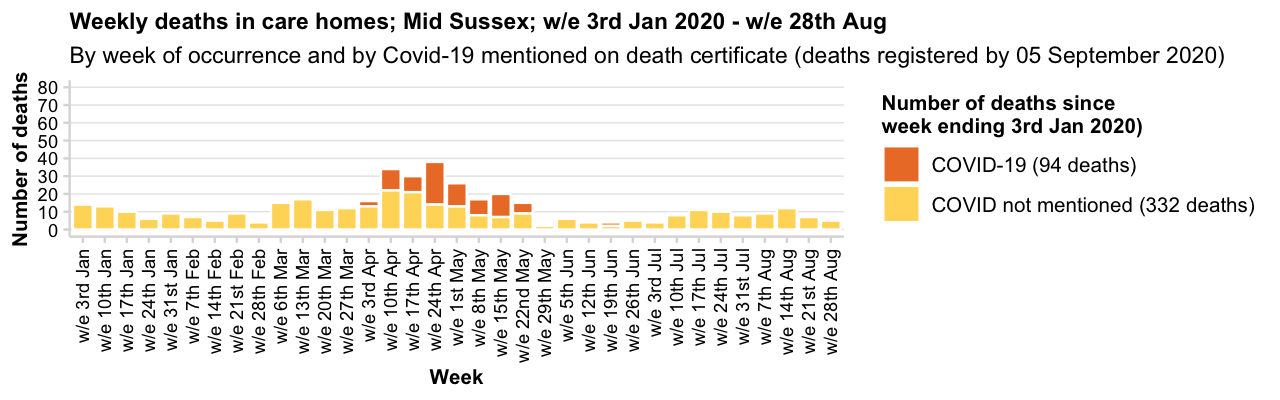 Weekly deaths in care homes; Mid Sussex; w/e 3rd Jan 2020 - w/e 28th Aug
By week of occurrence and by Covid-19 mentioned on death certificate (deaths registered by 05 September 2020)
Number of deaths
80
70
60
50
40
30
20
10
0
w/e 3rd Jan
w/e 10th Jan
w/e 17th Jan
w/e 24th Jan
w/e 31st Jan
w/e 7th Feb
w/e 14th Feb
w/e 21st Feb
w/e 28th Feb
w/e 6th Mar
w/e 13th Mar
w/e 20th Mar
w/e 27th Mar
w/e 3rd Apr
w/e 10th Apr
w/e 17th Apr
w/e 24th Apr
w/e 1st May
w/e 8th May
w/e 15th May
w/e 22nd May
w/e 29th May
w/e 5th Jun
w/e 12th Jun
w/e 19th Jun
w/e 26th Jun
w/e 3rd Jul
w/e 10th Jul
w/e 17th Jul
w/e 24th Jul
w/e 31st Jul
w/e 7th Aug
w/e 14th Aug
w/e 21st Aug
w/e 28th Aug
Week
Number of deaths since
week ending 3rd Jan 2020)
COVID-19 (94 deaths)
COVID not mentioned (332 deaths)